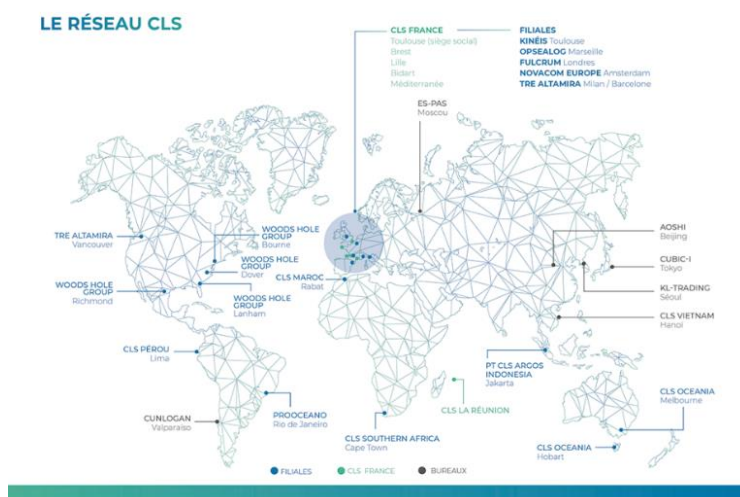 LE RÉSEAU CLS
CLS FRANCE
Toulouse (siège social)
Brest
Lille
Bidart
Méditerranée
FILIALES
KINÉIS Toulouse
OPSEALOG Marseille
FULCRUM Londres
NOVACOM EUROPE Amsterdam
TRE ALTAMIRA Milan / Barcelone
ES-PAS
Moscou
TRE ALTAMIRA
Vancouver
WOODS HOLE
GROUP
Bourne
WOODS HOLE
GROUP
Dover
WOODS HOLE
GROUP
Richmond
WOODS HOLE
GROUP
Lanham
CLS MAROC
Rabat
AOSHI
Beijing
CUBIC-I
Tokyo
KL-TRADING
Séoul
CLS VIETNAM
Hanoï
CLS PÉROU
Lima
PT CLS ARGOS
INDONESIA
Jakarta
CUNLOGAN
Valparaiso
PROOCEANO
Rio de Janeiro
CLS LA RÉUNION
CLS SOUTHERN AFRICA
Cape Town
CLS OCEANIA
Melbourne
CLS OCEANIA
Hobart
FILIALES
CLS FRANCE
BUREAUX